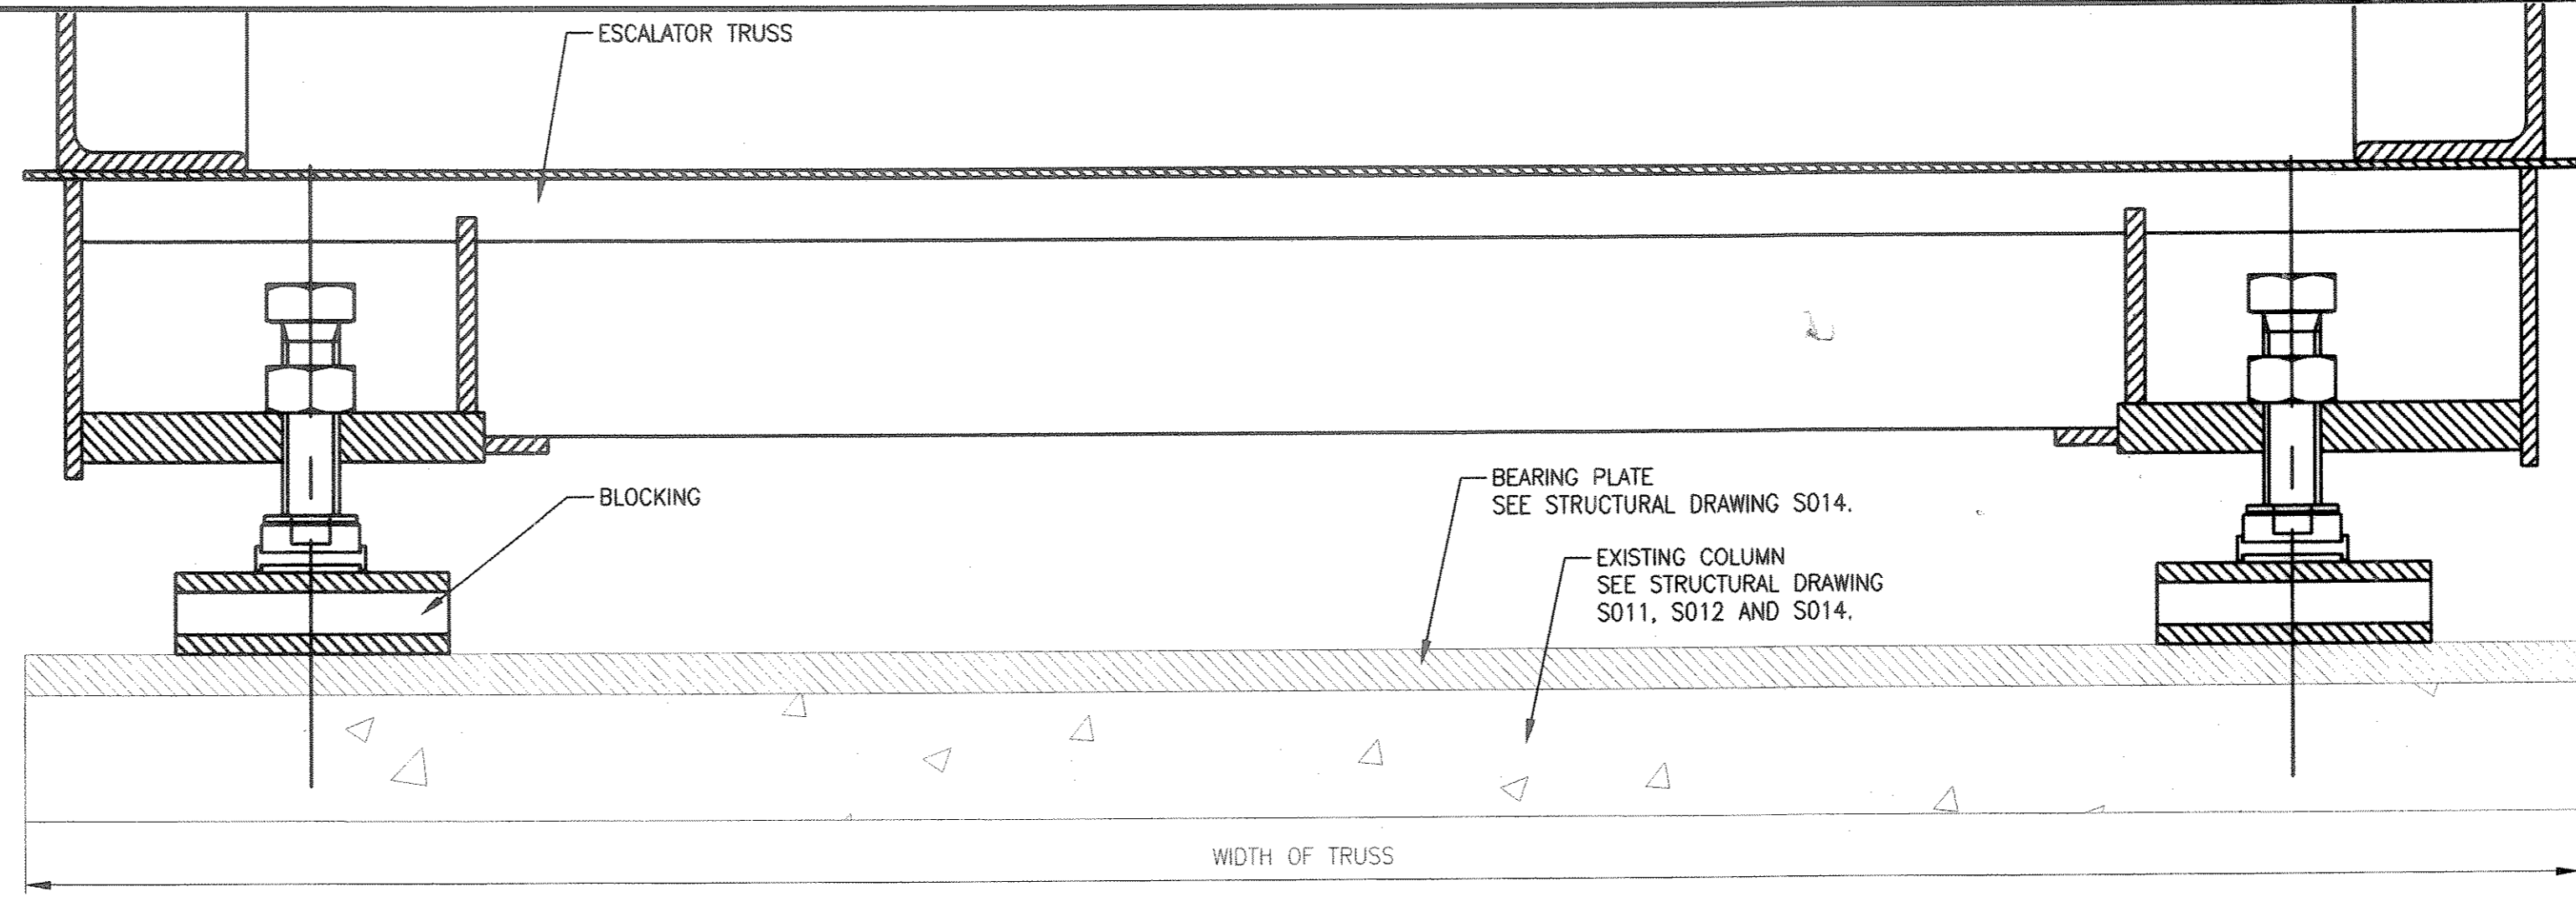 ESCALATOR TRUSS
BLOCKING
BEARING PLATE
SEE STRUCTURAL DRAWING S014.
EXISTING COLUMN
SEE STRUCTURAL DRAWING
S011, S012 AND S014.
WIDTH OF TRUSS